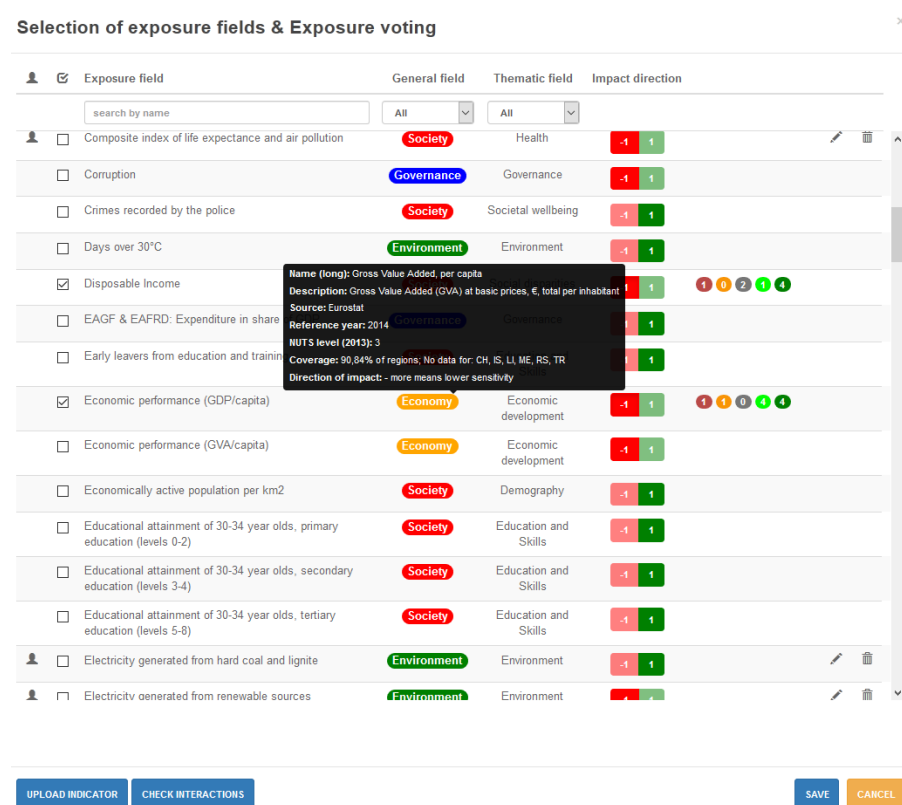 Selection of exposure fields & Exposure voting
×
Exposure field General field Thematic field Impact direction
search by name All All
Composite index of life expectance and air pollution Society Health -1 1
Corruption Governance Governance -1 1
Crimes recorded by the police Society Societal wellbeing -1 1
Days over 30°C Environment Environment -1 1
Name (long): Gross Value Added, per capita
Disposable Income 1 1 0 2 1 4
Description: Gross Value Added (GVA) at basic prices, €, total per inhabitant
Source: Eurostat
EAGF & EAFRD: Expenditure in share Governance Governance 1
Reference year: 2014
NUTS level (2013): 3
Early leavers from education and training and 1
Coverage: 90,84% of regions; No data for: CH, IS, LI, ME, RS, TR
Skills
Direction of impact: - more means lower sensitivity
Economic performance (GDP/capita) Economy Economic -1 1 1 1 0 4 4
development
Economic performance (GVA/capita) Economy Economic -1 1
development
Economically active population per km2 Society Demography -1 1
Educational attainment of 30-34 year olds, primary Society Education and -1 1
education (levels 0-2) Skills
Educational attainment of 30-34 year olds, secondary Society Education and -1 1
education (levels 3-4) Skills
Educational attainment of 30-34 year olds, tertiary Society Education and -1 1
education (levels 5-8) Skills
Electricity generated from hard coal and lignite Environment Environment -1 1
Electricity generated from renewable sources Environment Environment -1 1
UPLOAD INDICATOR CHECK INTERACTIONS SAVE CANCEL